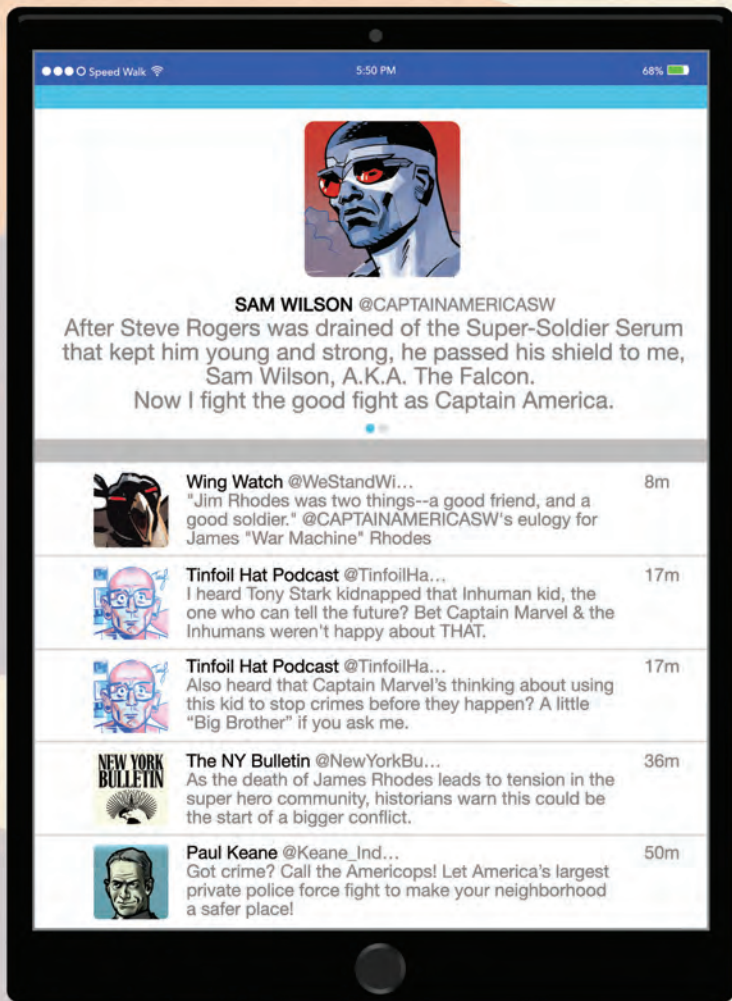 Speed Walk 5:50 PM 68%
SAM WILSON @CAPTAINAMERICASW
After Steve Rogers was drained of the Super-Soldier Serum
that kept him young and strong, he passed his shield to me,
Sam Wilson, A.K.A. The Falcon.
Now I fight the good fight as Captain America.
Wing Watch @WeStandWi... 8m
"Jim Rhodes was two things--a good friend, and a
good soldier." @CAPTAINAMERICASW's eulogy for
James "War Machine" Rhodes
Tinfoil Hat Podcast @TinfoilHa... 17m
I heard Tony Stark kidnapped that Inhuman kid, the
one who can tell the future? Bet Captain Marvel & the
Inhumans weren't happy about THAT.
Tinfoil Hat Podcast @TinfoilHa... 17m
Also heard that Captain Marvel’s thinking about using
this kid to stop crimes before they happen? A little
“Big Brother” if you ask me.
NEW YORK
BULLETIN
The NY Bulletin @NewYorkBu... 36m
As the death of James Rhodes leads to tension in the
super hero community, historians warn this could be
the start of a bigger conflict.
Paul Keane @Keane_Ind... 50m
Got crime? Call the Americops! Let America’s largest
private police force fight to make your neighborhood
a safer place!